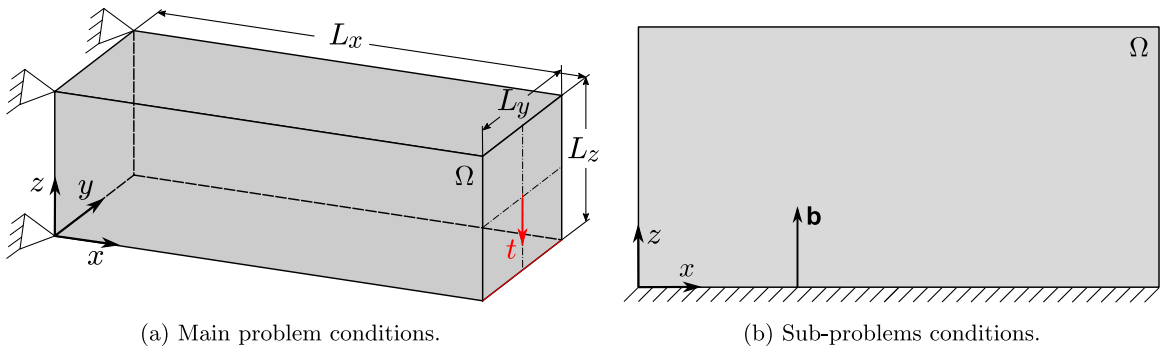 Lx
Ly
Lz
Ω
z
y
x
t
(a) Main problem conditions.
Ω
b
z
x
(b) Sub-problems conditions.